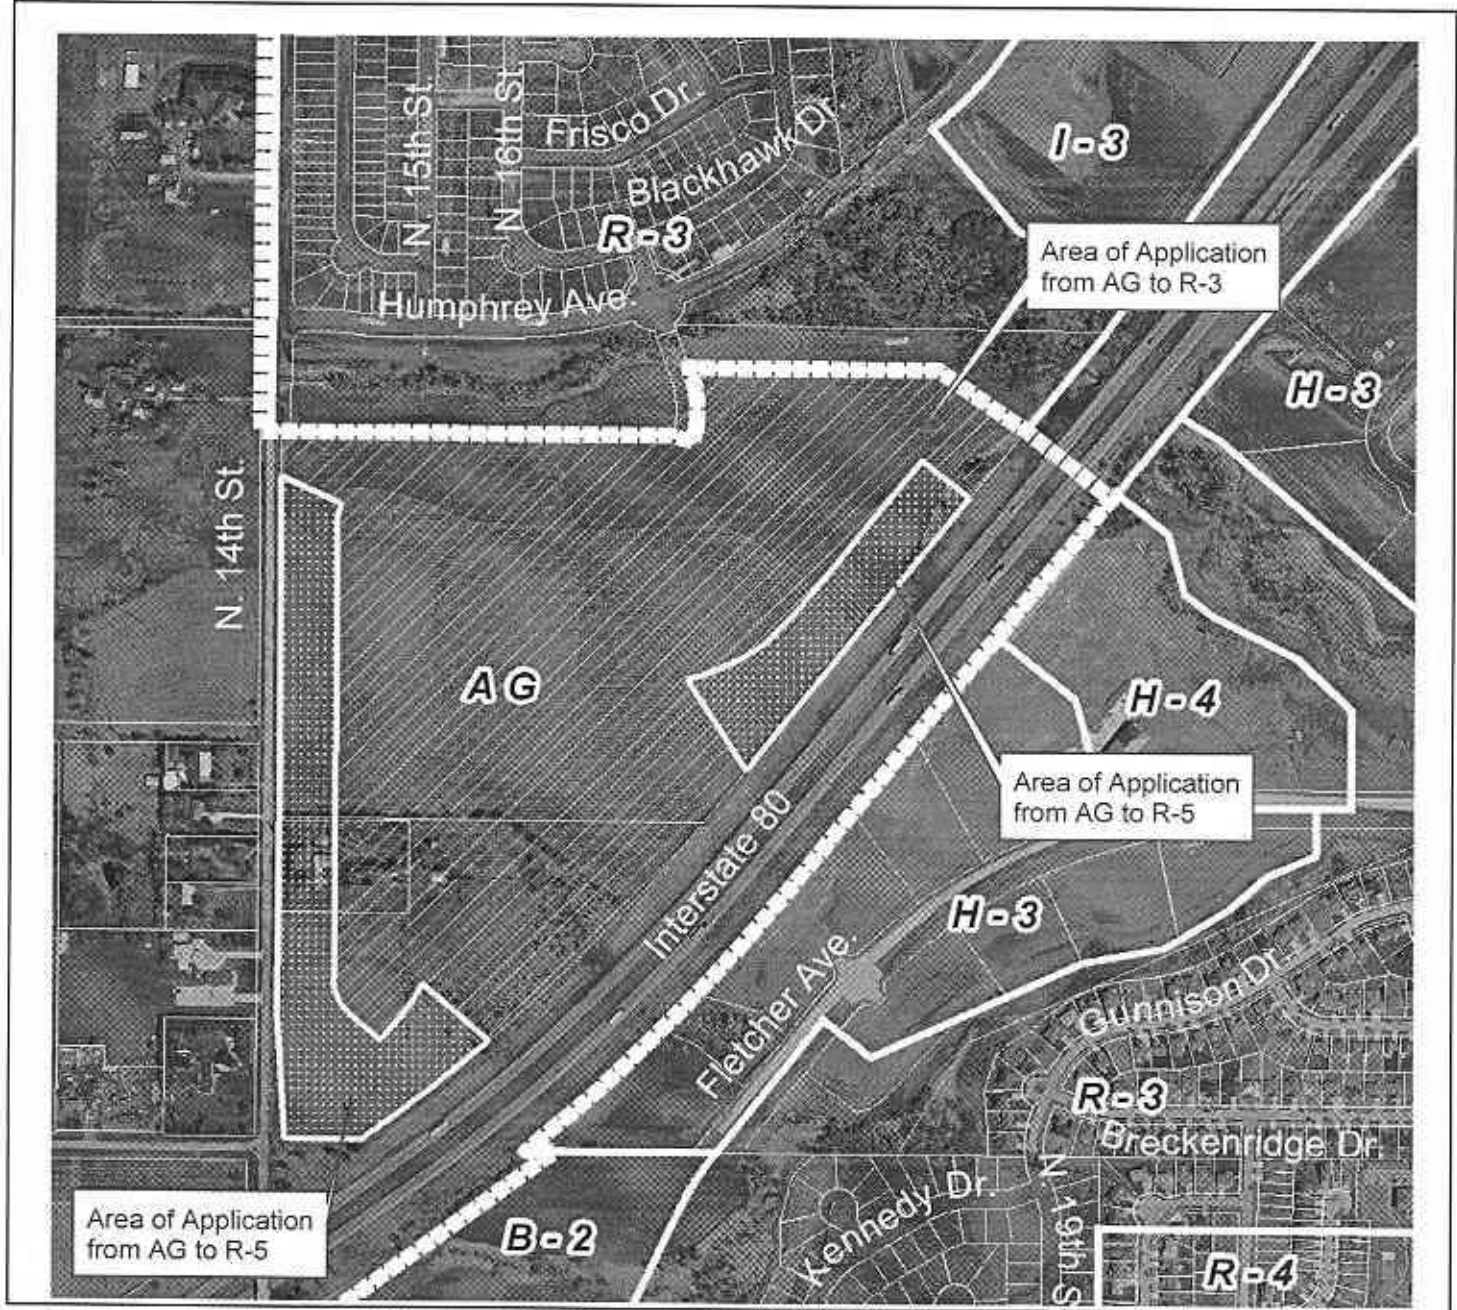 N. 15th St.
N. 16th St.
Frisco Dr.
Blackhawk Dr
I-3
R-3
Humphrey Ave.
Area of Application
from AG to R-3
H-3
N. 14th St.
AG
H-4
Area of Application
from AG to R-5
Interstate 80
H-3
Fletcher Ave.
Gunnison Dr.
R-3
Breckenridge Dr.
Kennedy Dr.
N. 19th S
Area of Application
from AG to R-5
B-2
R-4